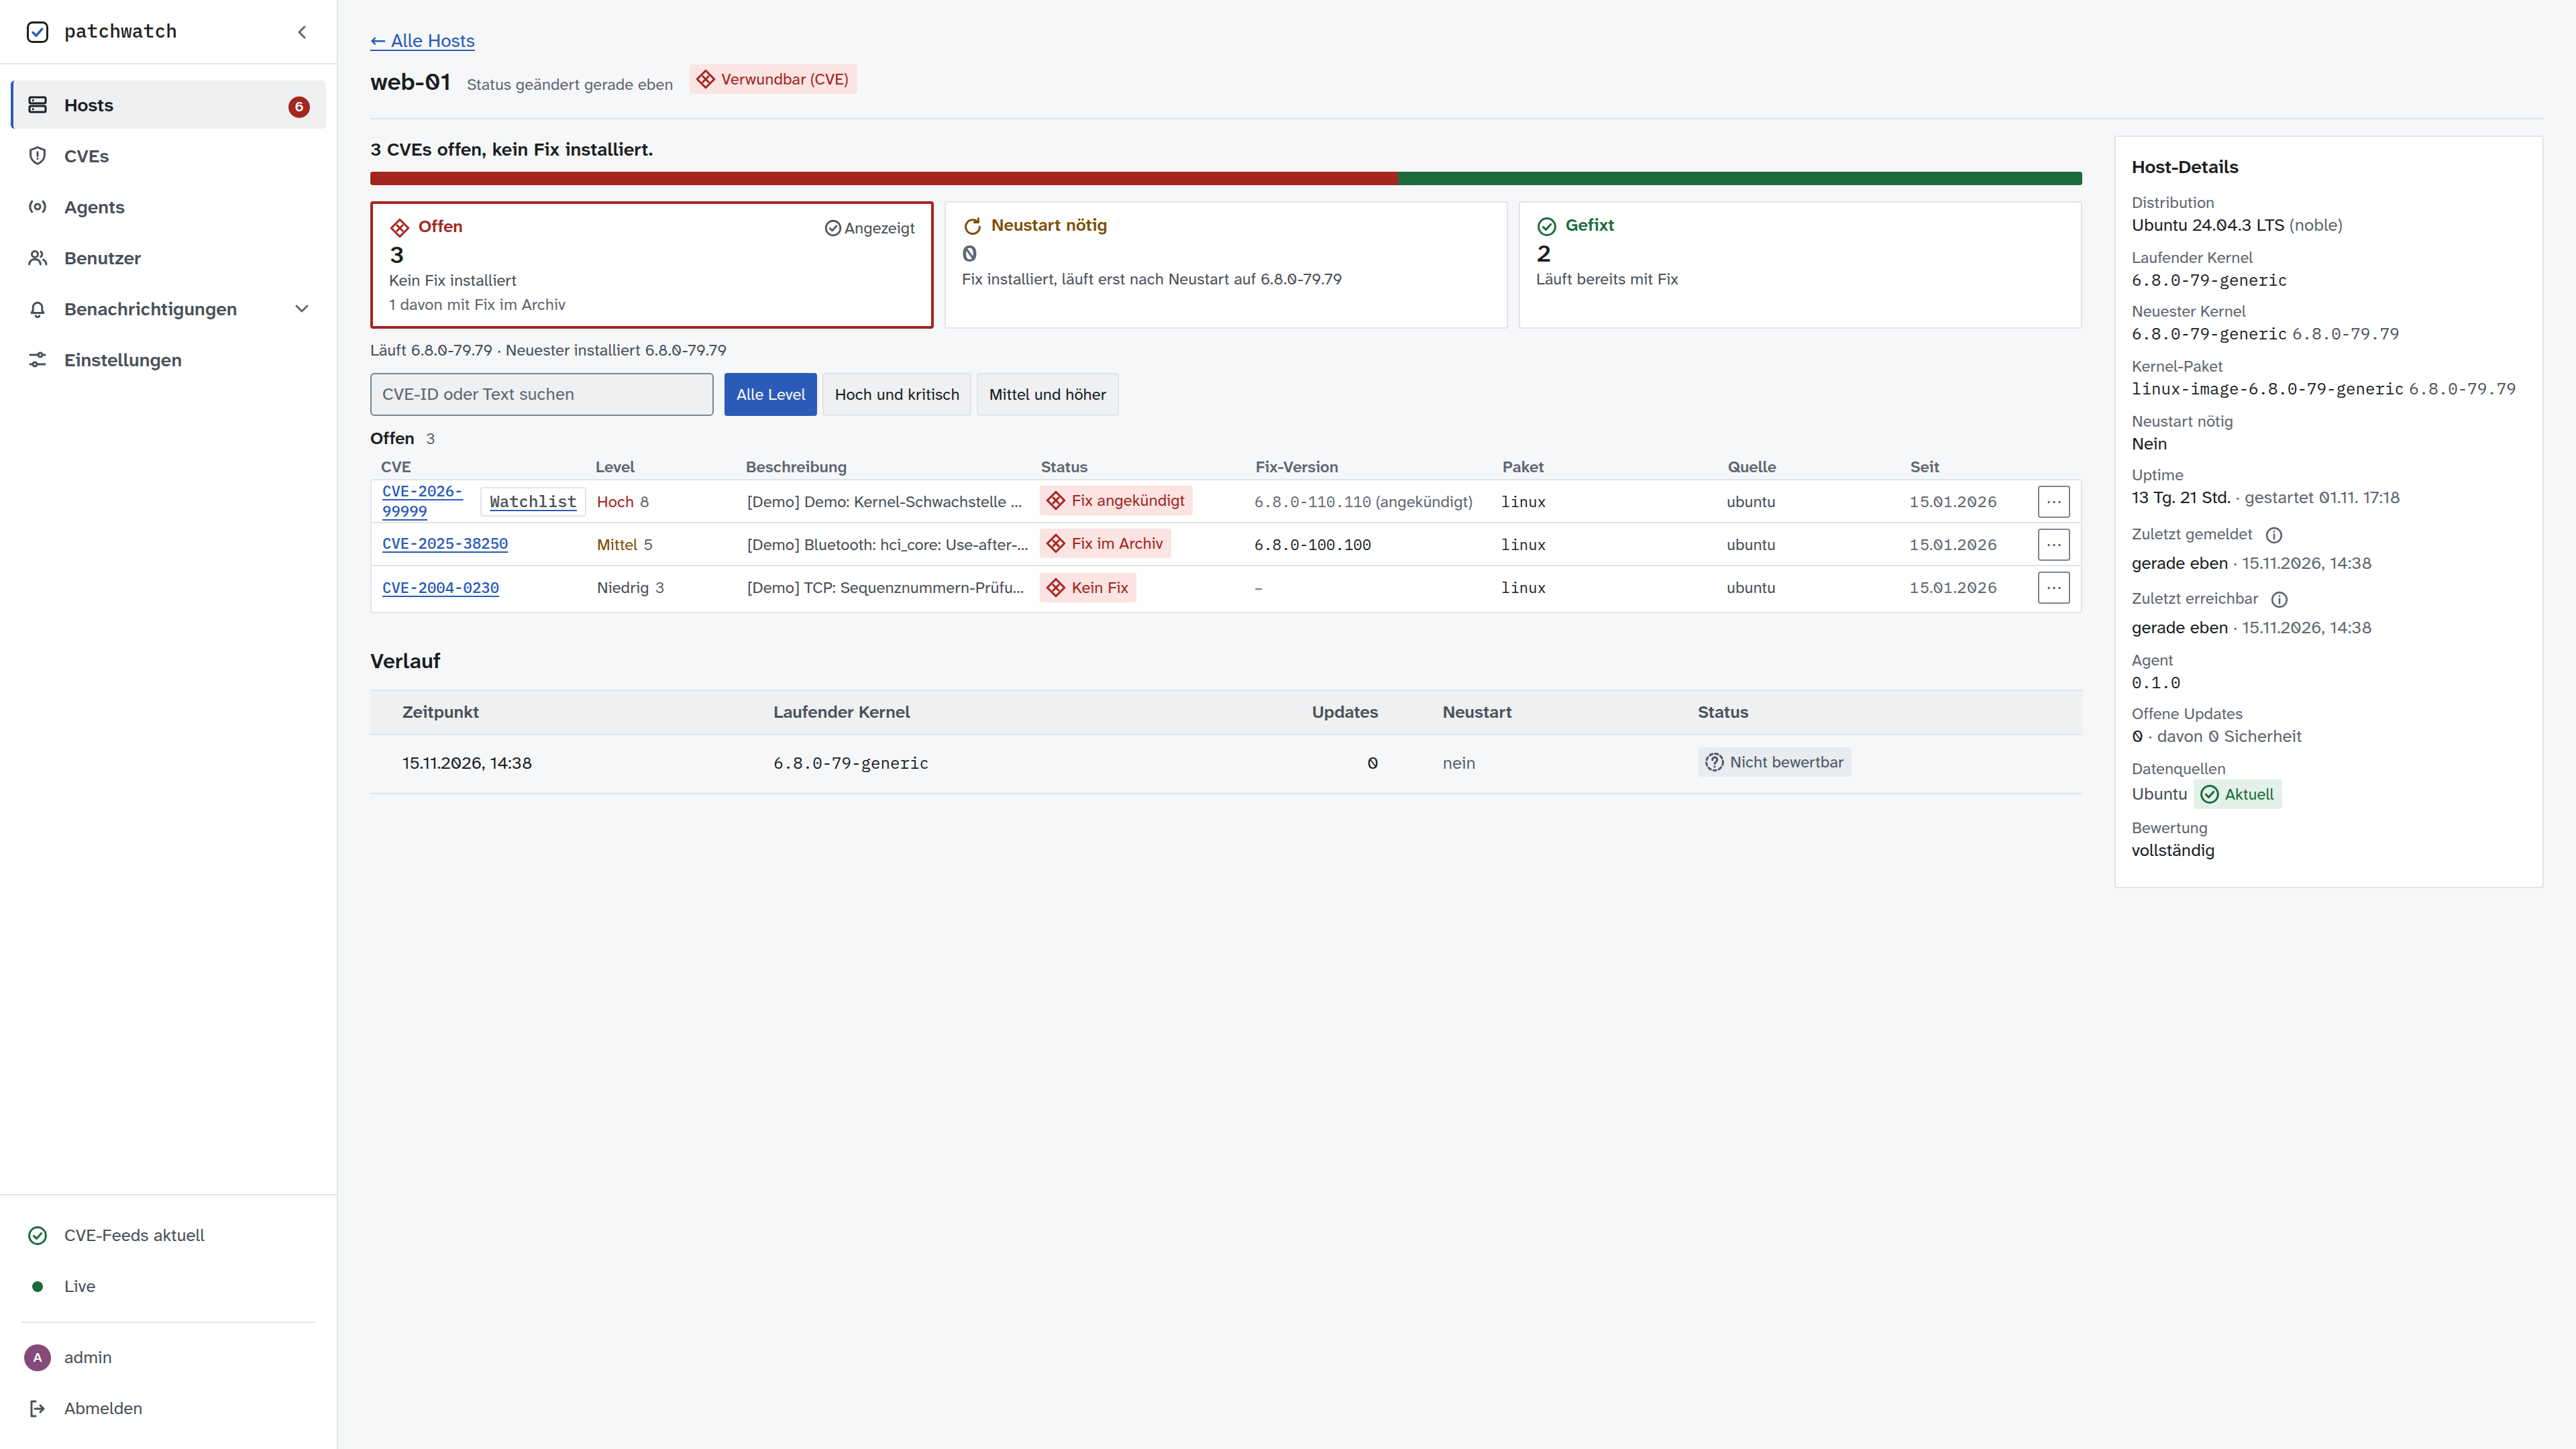 patchwatch
Hosts 6
CVEs
Agents
Benutzer
Benachrichtigungen
Einstellungen
CVE-Feeds aktuell
Live
A admin
Abmelden
← Alle Hosts
web-01 Status geändert gerade eben Verwundbar (CVE)
3 CVEs offen, kein Fix installiert.
Offen Angezeigt
3
Kein Fix installiert
1 davon mit Fix im Archiv
Neustart nötig
0
Fix installiert, läuft erst nach Neustart auf 6.8.0-79.79
Gefixt
2
Läuft bereits mit Fix
Läuft 6.8.0-79.79 · Neuester installiert 6.8.0-79.79
CVE-ID oder Text suchen Alle Level Hoch und kritisch Mittel und höher
Offen 3
CVE Level Beschreibung Status Fix-Version Paket Quelle Seit
CVE-2026-
99999 Watchlist Hoch 8 [Demo] Demo: Kernel-Schwachstelle ... Fix angekündigt 6.8.0-110.110 (angekündigt) linux ubuntu 15.01.2026 ...
CVE-2025-38250 Mittel 5 [Demo] Bluetooth: hci_core: Use-after-... Fix im Archiv 6.8.0-100.100 linux ubuntu 15.01.2026 ...
CVE-2004-0230 Niedrig 3 [Demo] TCP: Sequenznummern-Prüfu... Kein Fix – linux ubuntu 15.01.2026 ...
Verlauf
Zeitpunkt Laufender Kernel Updates Neustart Status
15.11.2026, 14:38 6.8.0-79-generic 0 nein Nicht bewertbar
Host-Details
Distribution
Ubuntu 24.04.3 LTS (noble)
Laufender Kernel
6.8.0-79-generic
Neuester Kernel
6.8.0-79-generic 6.8.0-79.79
Kernel-Paket
linux-image-6.8.0-79-generic 6.8.0-79.79
Neustart nötig
Nein
Uptime
13 Tg. 21 Std. · gestartet 01.11. 17:18
Zuletzt gemeldet
gerade eben · 15.11.2026, 14:38
Zuletzt erreichbar
gerade eben · 15.11.2026, 14:38
Agent
0.1.0
Offene Updates
0 · davon 0 Sicherheit
Datenquellen
Ubuntu Aktuell
Bewertung
vollständig